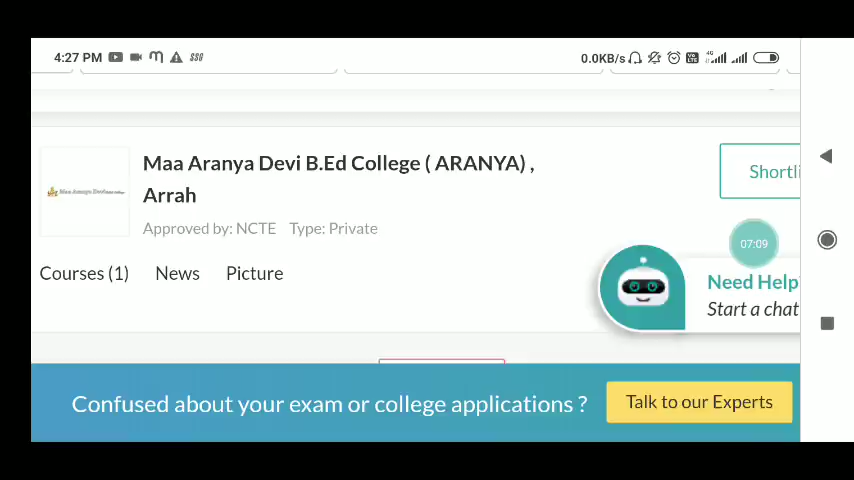 4:27 PM
0.0KB/s
4G
Maa Aranya Devi B.Ed College ( ARANYA) ,
Shortli
Arrah
Approved by: NCTE Type: Private
07:09
Courses (1) News Picture
Need Help
Start a chat
Confused about your exam or college applications ?
Talk to our Experts